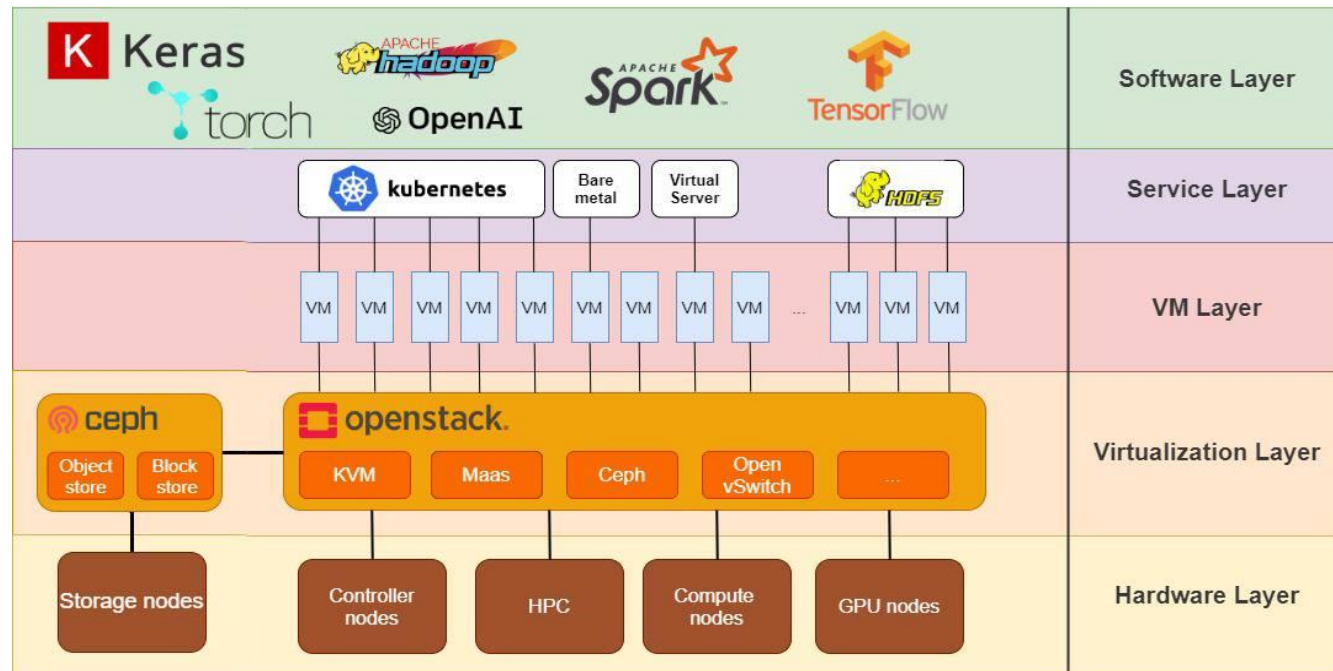 K Keras
torch
APACHE
hadoop
OpenAI
APACHE
Spark™
TensorFlow
Software Layer
kubernetes
Bare
metal
Virtual
Server
HDFS
Service Layer
VM VM VM VM VM VM VM VM VM ... VM VM VM
VM Layer
ceph
Object
store
Block
store
openstack.
KVM
Maas
Ceph
Open
vSwitch
...
Virtualization Layer
Storage nodes
Controller
nodes
HPC
Compute
nodes
GPU nodes
Hardware Layer